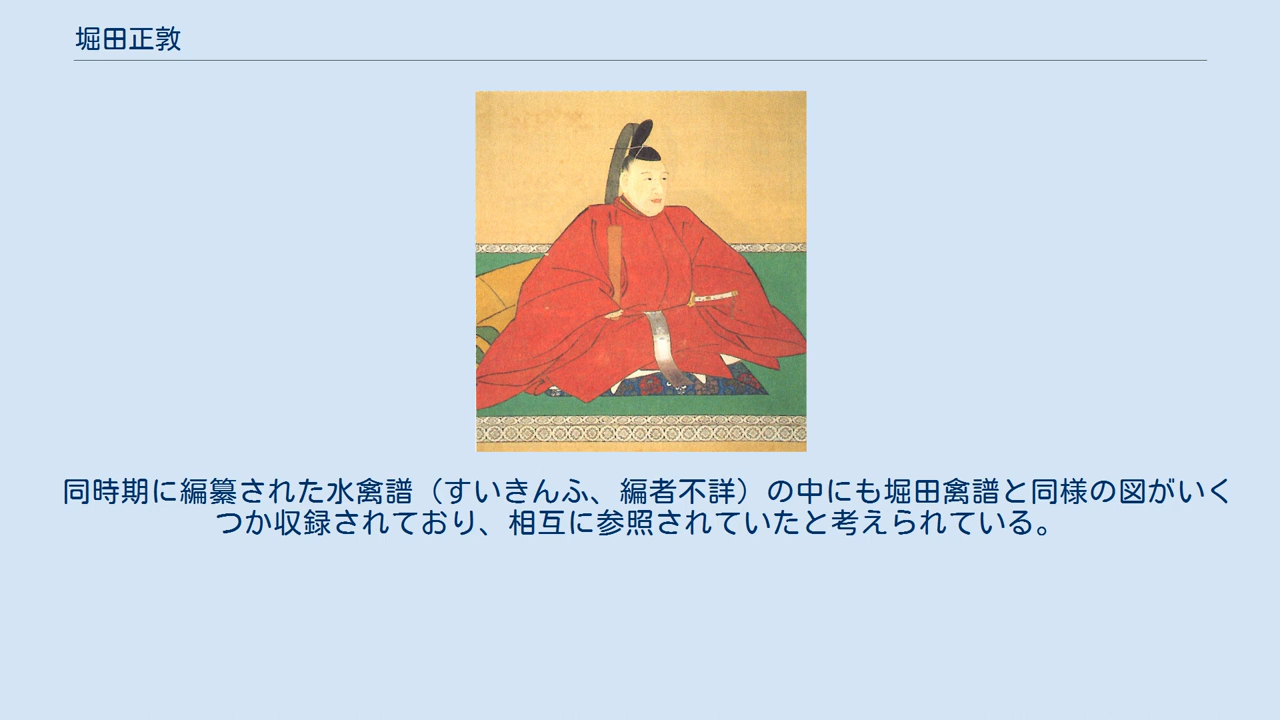 堀田正敦
同時期に編纂された水禽譜（すいきんふ、編者不詳）の中にも堀田禽譜と同様の図がいく
つか収録されており、相互に参照されていたと考えられている。